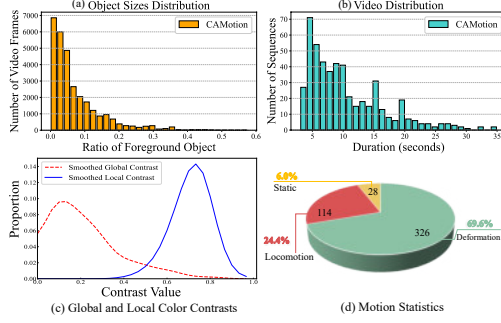 (a) Object Sizes Distribution
Number of Video Frames
7000
6000
5000
4000
3000
2000
1000
0
CAMotion
0.0 0.1 0.2 0.3 0.4 0.5 0.6
Ratio of Foreground Object
(b) Video Distribution
Number of Sequences
70
60
50
40
30
20
10
0
CAMotion
5 10 15 20 25 30 35
Duration (seconds)
Proportion
0.14
0.12
0.10
0.08
0.06
0.04
0.02
0.00
Smoothed Global Contrast
Smoothed Local Contrast
0.0 0.2 0.4 0.6 0.8 1.0
Contrast Value
(c) Global and Local Color Contrasts
6.0%
Static
28
114
24.4%
Locomotion
326
69.6%
Deformation
(d) Motion Statistics